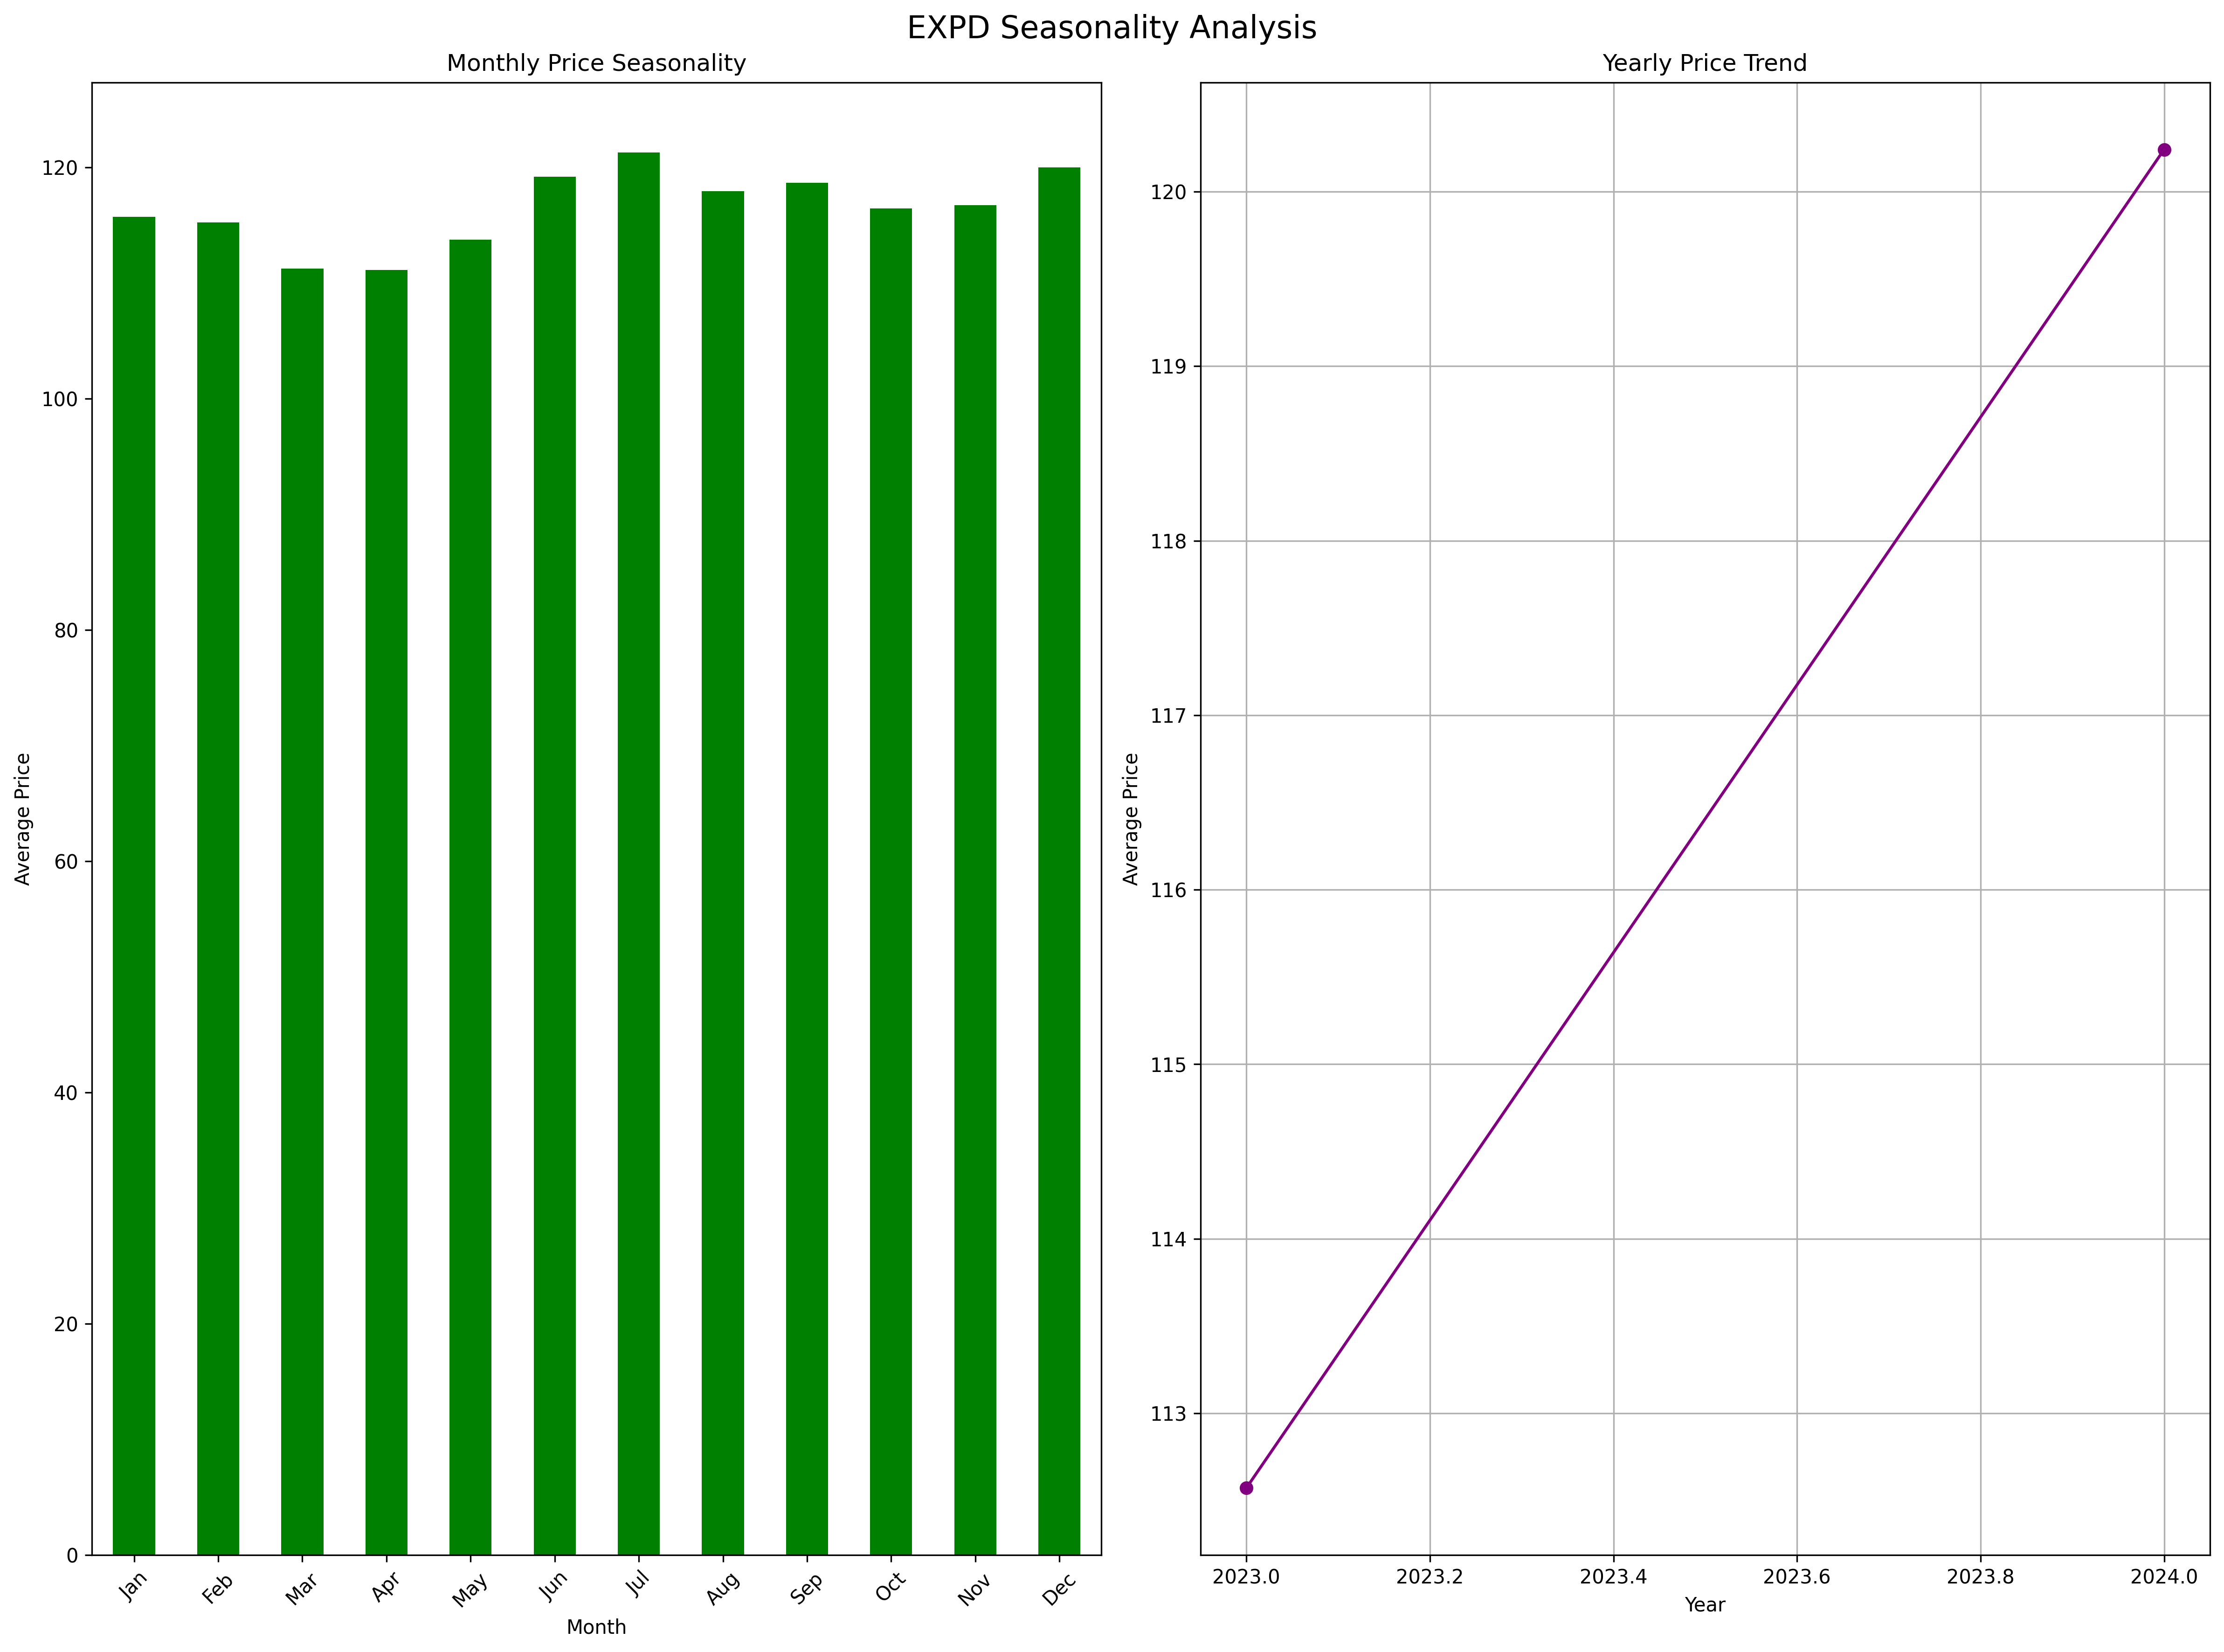 EXPD Seasonality Analysis
Monthly Price Seasonality
Average Price
120
100
80
60
40
20
0
Jan
Feb
Mar
Apr
May
Jun
Jul
Aug
Sep
Oct
Nov
Dec
Month
Yearly Price Trend
Average Price
120
119
118
117
116
115
114
113
2023.0
2023.2
2023.4
2023.6
2023.8
2024.0
Year